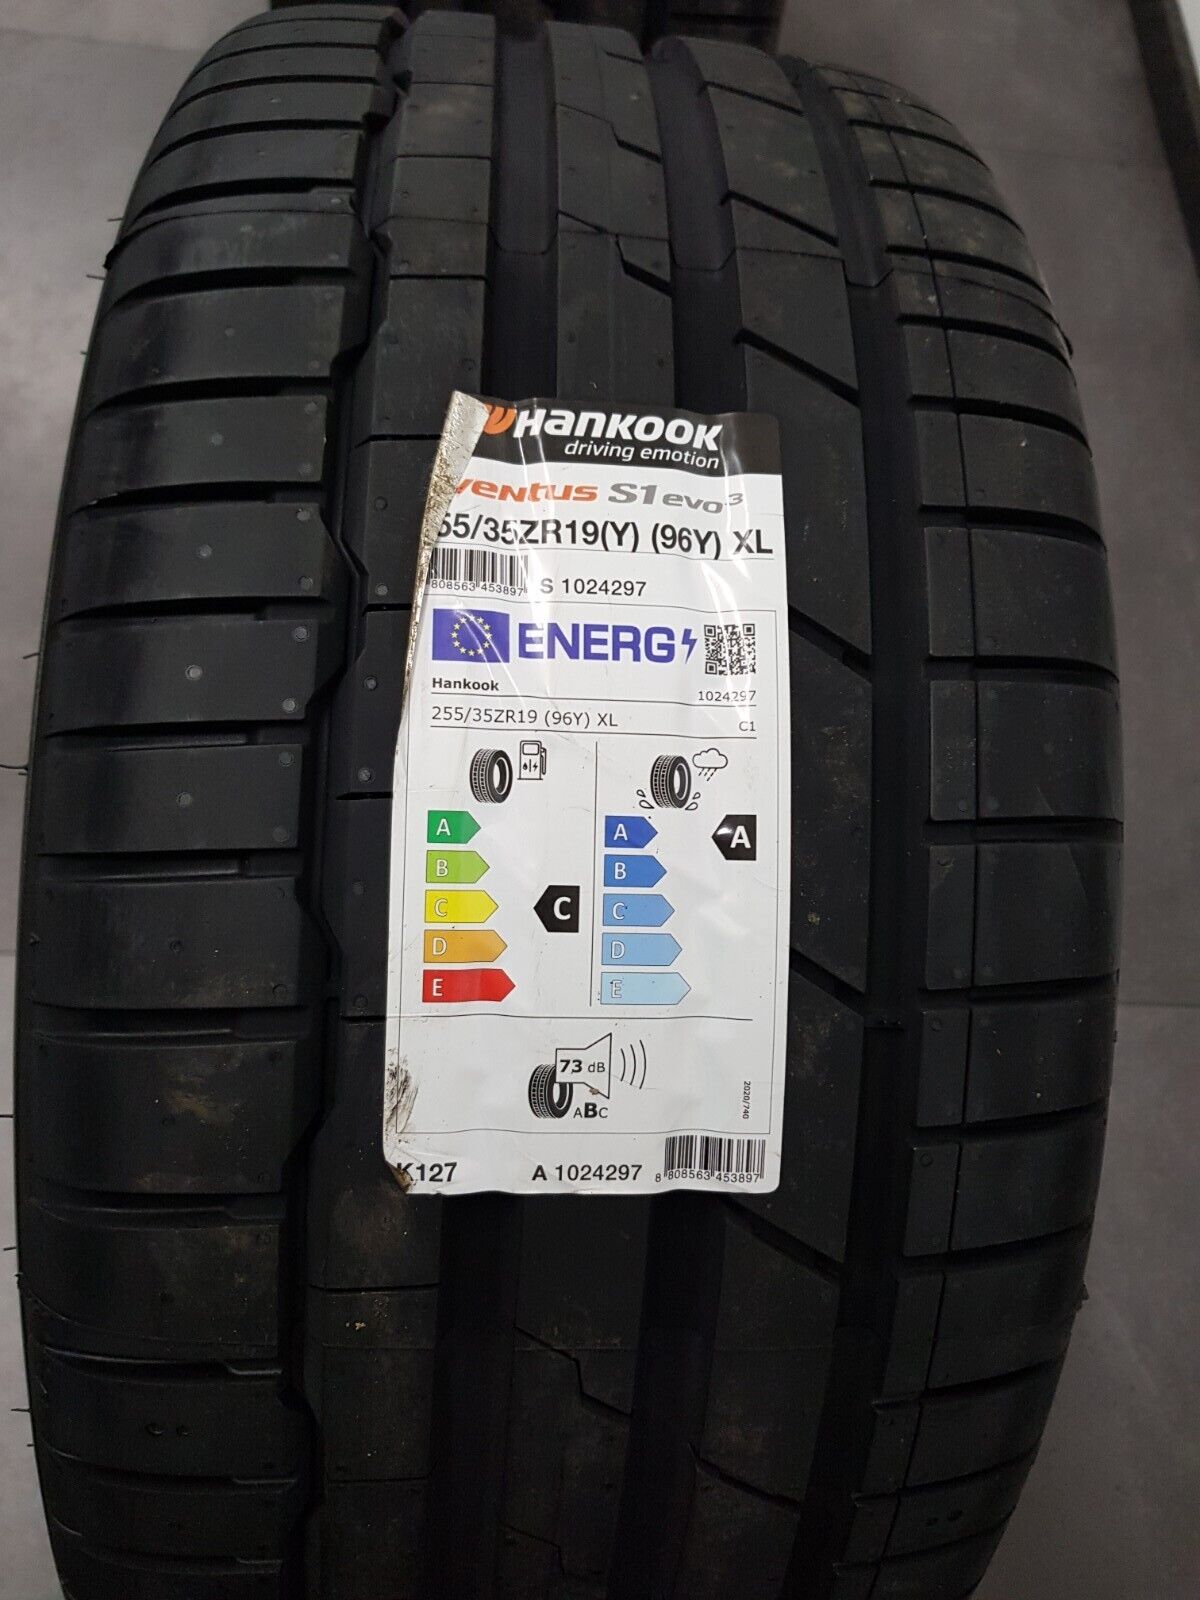 Hankook
driving emotion
ventus S1 evo3
55/35ZR19(Y) (96Y) XL
808563 453897 S 1024297
ENERG
Hankook 1024297
255/35ZR19 (96Y) XL C1
A A A
B B
C C C
D D
E E
73 dB
ABC
2020/740
K127 A 1024297 8 808563 453897